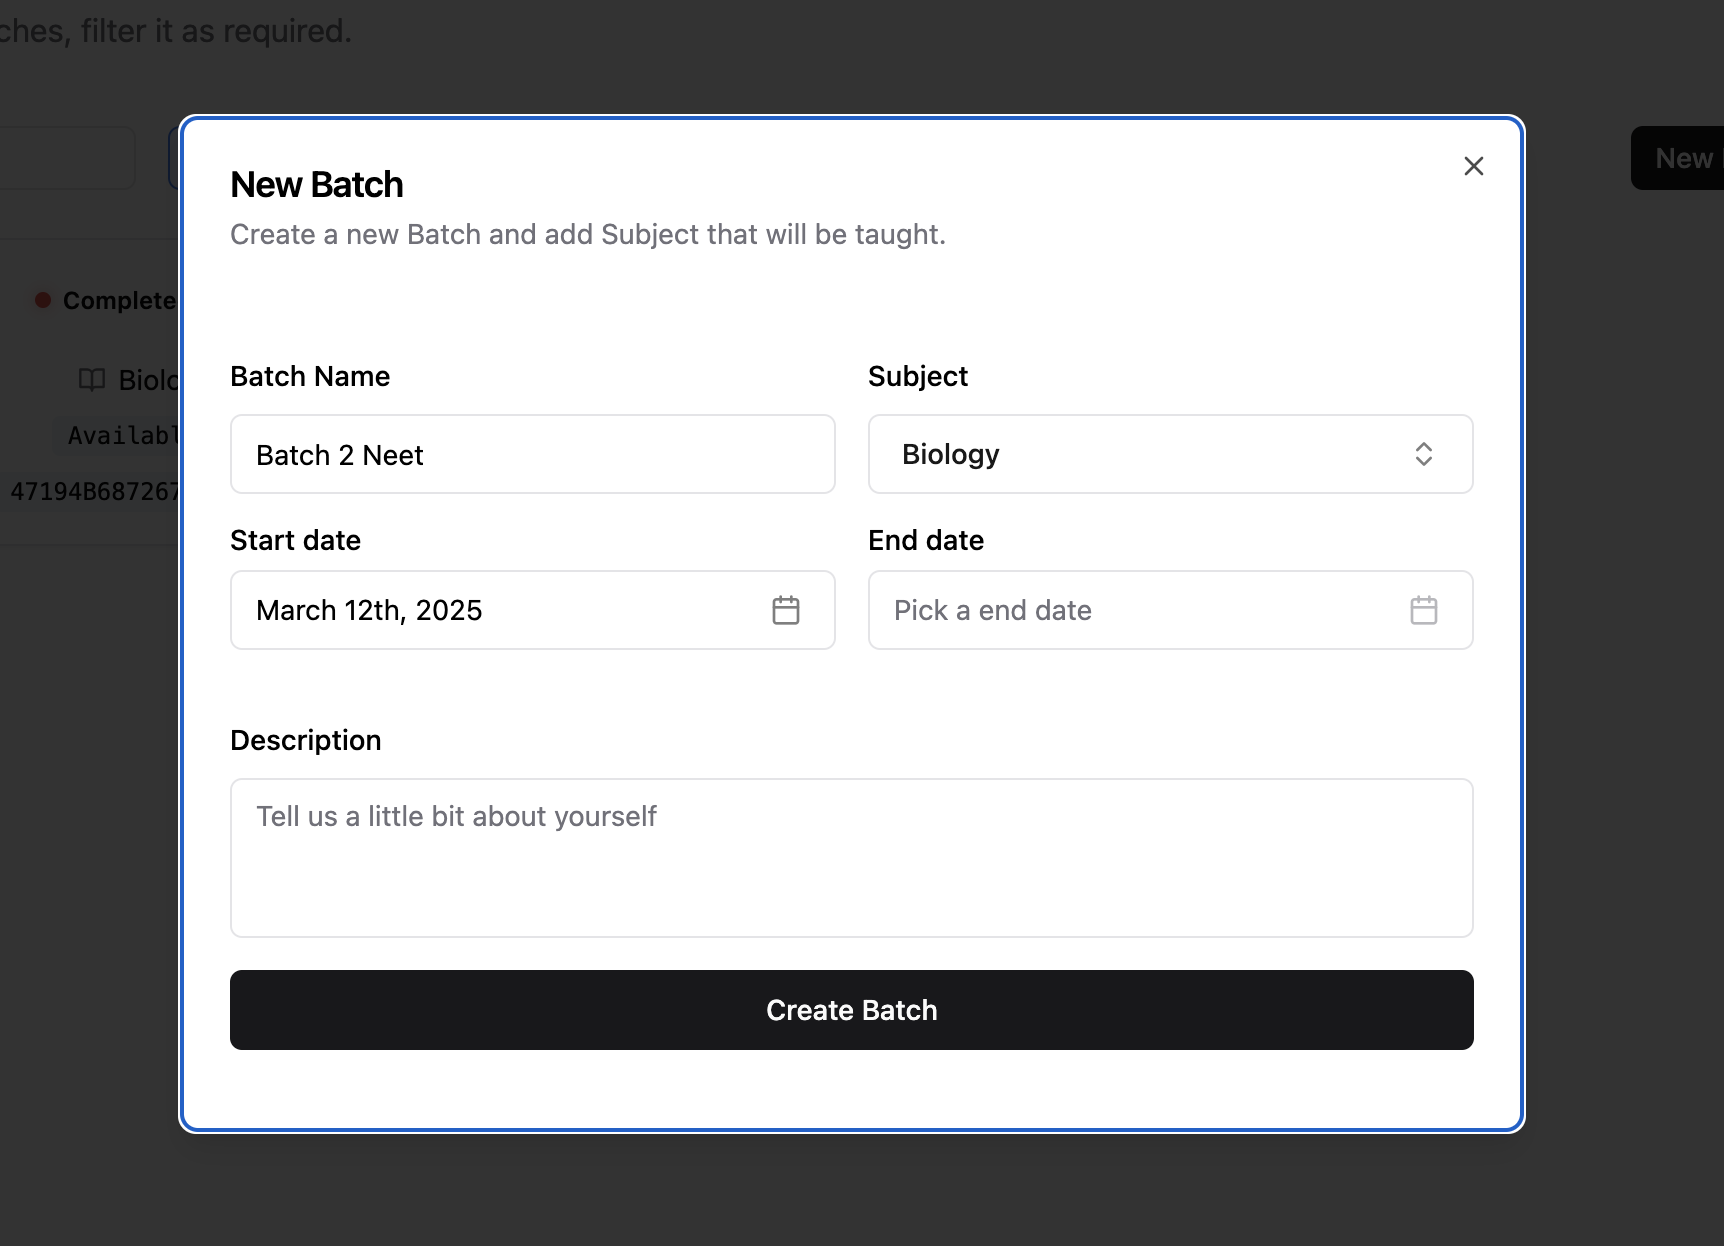 ches, filter it as required.
New
New Batch
Create a new Batch and add Subject that will be taught.
Complete
Biolo
Availabl
47194B687267
Batch Name
Subject
Batch 2 Neet
Biology
Start date
End date
March 12th, 2025
Pick a end date
Description
Tell us a little bit about yourself
Create Batch